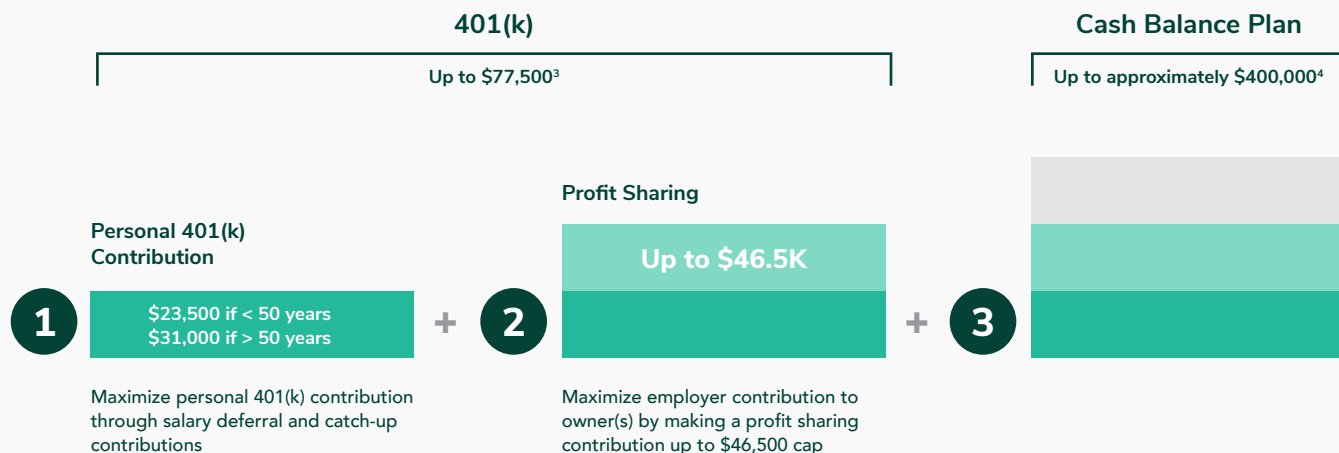 401(k)
Up to $77,500³
Cash Balance Plan
Up to approximately $400,000⁴
1
Personal 401(k)
Contribution
$23,500 if < 50 years
$31,000 if > 50 years
Maximize personal 401(k) contribution
through salary deferral and catch-up
contributions
+
2
Profit Sharing
Up to $46.5K
Maximize employer contribution to
owner(s) by making a profit sharing
contribution up to $46,500 cap
+
3